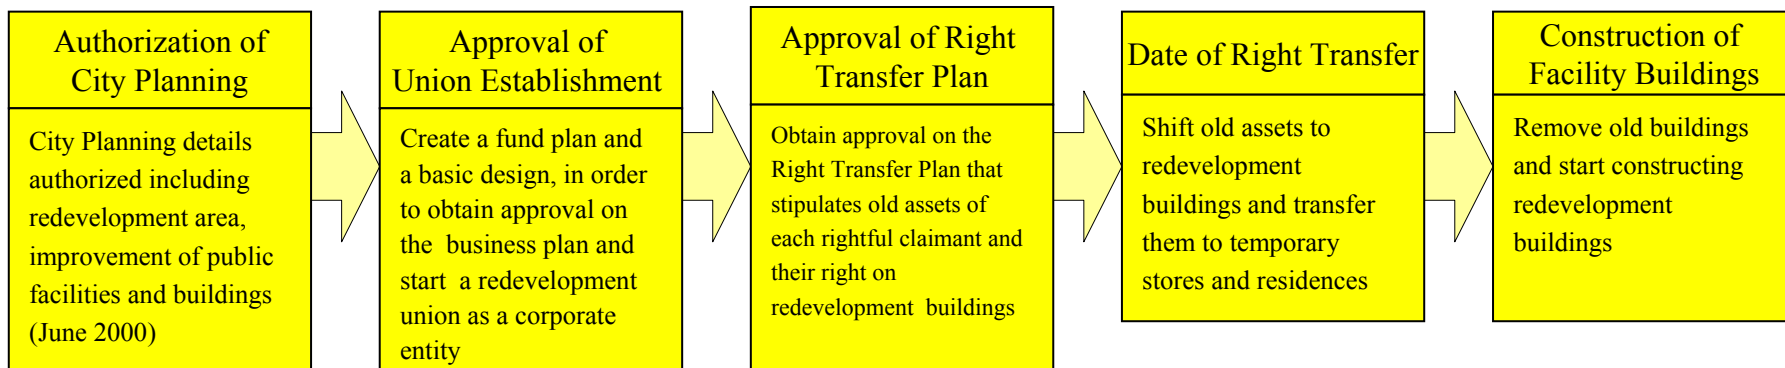 Authorization of
City Planning
City Planning details
authorized including
redevelopment area,
improvement of public
facilities and buildings
(June 2000)
Approval of
Union Establishment
Create a fund plan and
a basic design, in order
to obtain approval on
the business plan and
start a redevelopment
union as a corporate
entity
Approval of Right
Transfer Plan
Obtain approval on the
Right Transfer Plan that
stipulates old assets of
each rightful claimant and
their right on
redevelopment buildings
Date of Right Transfer
Shift old assets to
redevelopment
buildings and transfer
them to temporary
stores and residences
Construction of
Facility Buildings
Remove old buildings
and start constructing
redevelopment
buildings